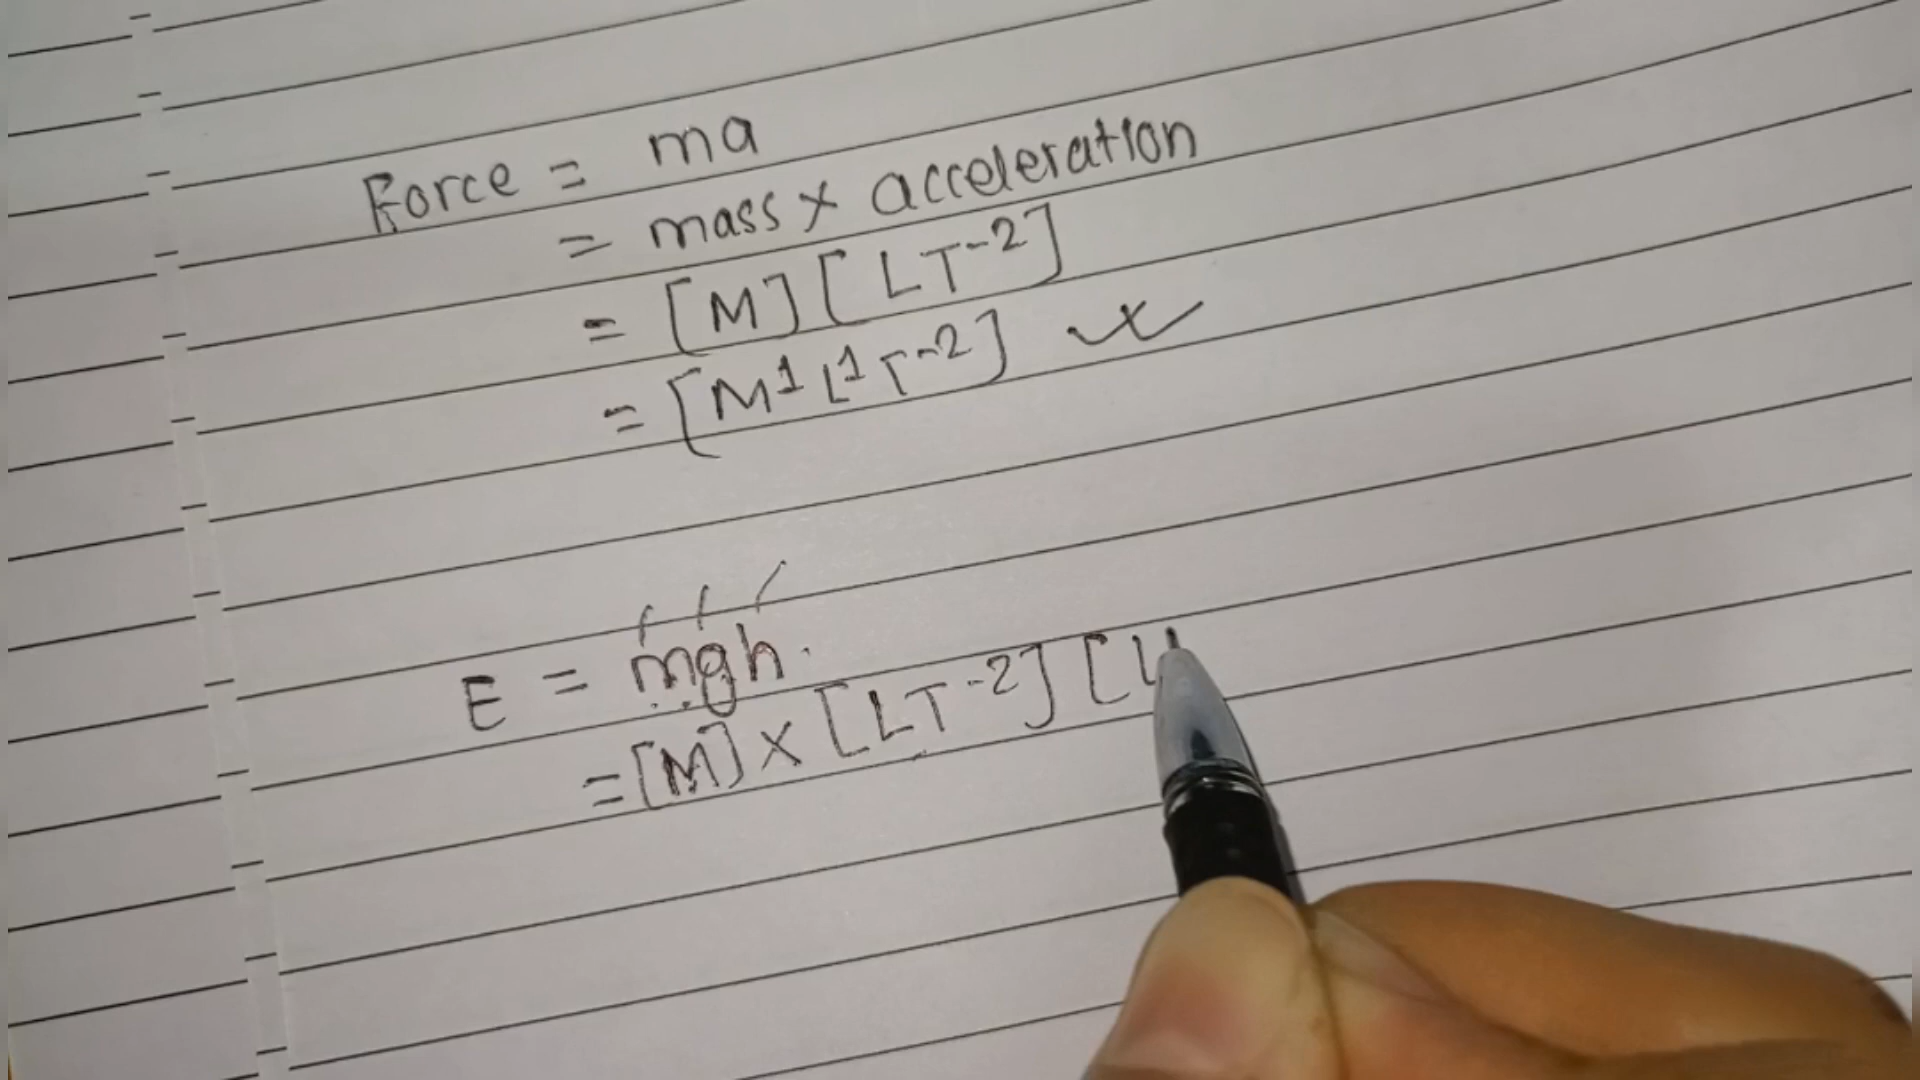 Force = ma
= mass x acceleration
= [M] [LT⁻²]
= [M¹ L¹ T⁻²]
E = mgh.
= [M] x [LT⁻²] [L